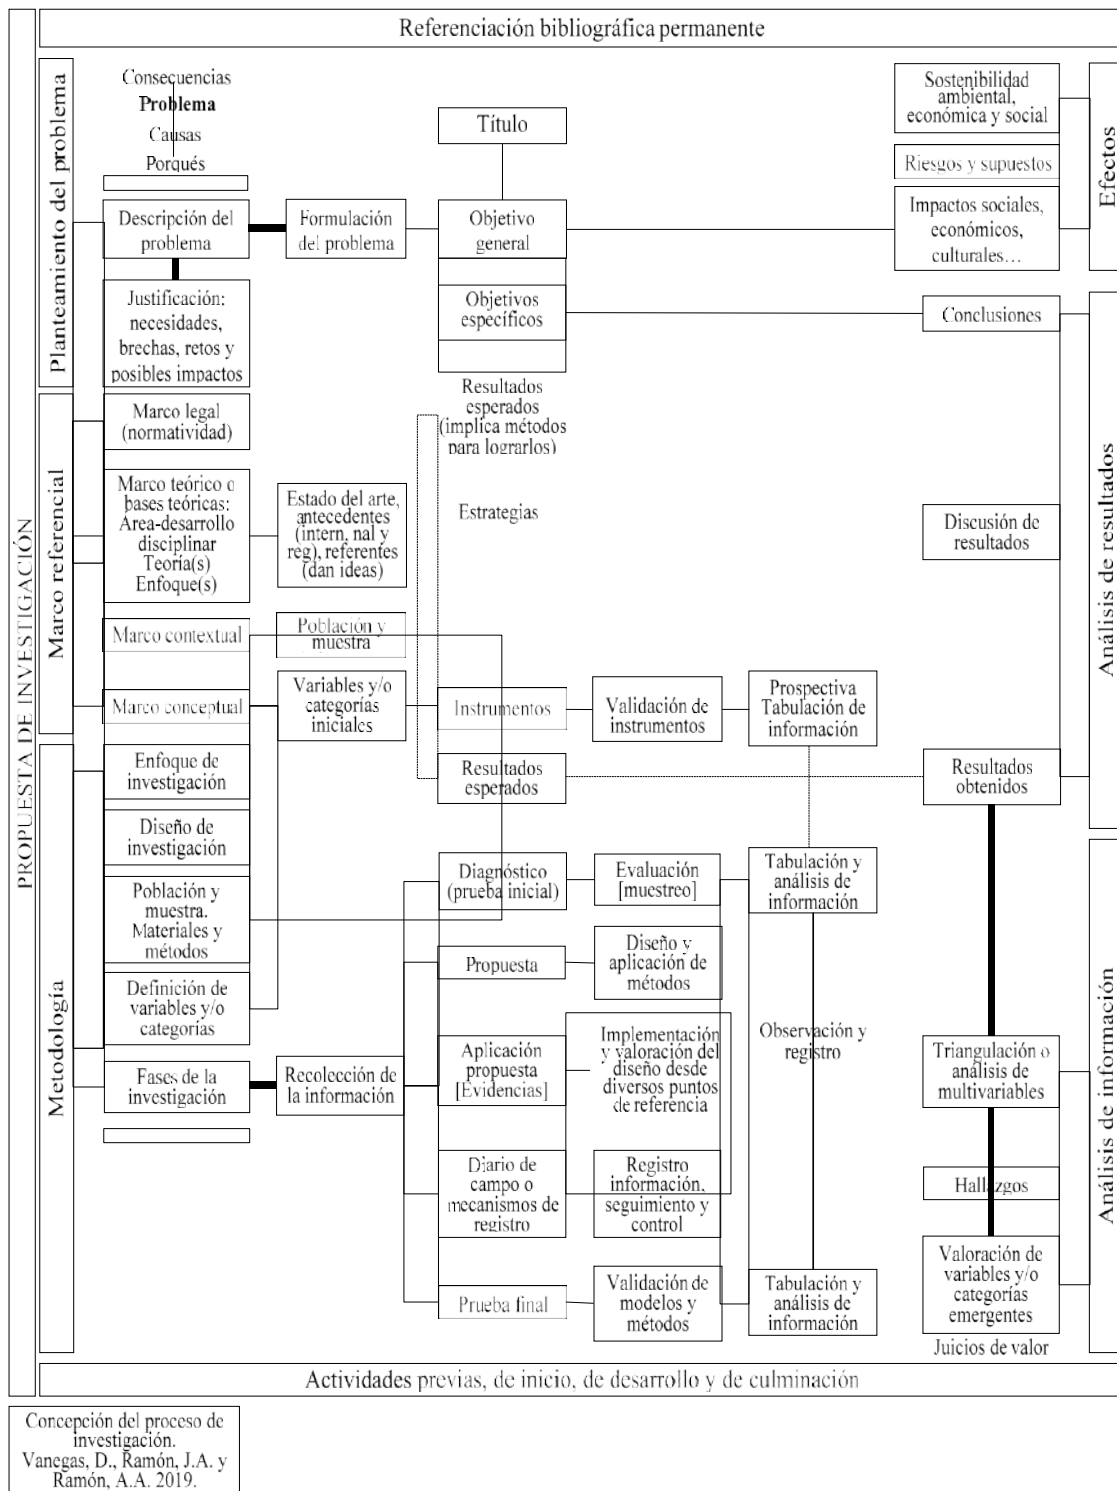 Referenciación bibliográfica permanente
PROPUESTA DE INVESTIGACIÓN
Planteamiento del problema
Consecuencias
Problema
Causas
Porqués
Descripción del
problema
Formulación
del problema
Título
Objetivo
general
Objetivos
específicos
Resultados
esperados
(implica métodos
para lograrlos)
Estrategias
Justificación:
necesidades,
brechas, retos y
posibles impactos
Sostenibilidad
ambiental,
económica y social
Riesgos y supuestos
Impactos sociales,
económicos,
culturales…
Efectos
Marco referencial
Marco legal
(normatividad)
Marco teórico o
bases teóricas:
Área-desarrollo
disciplinar
Teoría(s)
Enfoque(s)
Estado del arte,
antecedentes
(intern, nal y
reg), referentes
(dan ideas)
Marco contextual
Población y
muestra
Marco conceptual
Variables y/o
categorías
iniciales
Instrumentos
Validación de
instrumentos
Prospectiva
Tabulación de
información
Resultados
esperados
Conclusiones
Discusión de
resultados
Resultados
obtenidos
Análisis de resultados
Metodología
Enfoque de
investigación
Diseño de
investigación
Población y
muestra.
Materiales y
métodos
Definición de
variables y/o
categorías
Fases de la
investigación
Recolección de
la información
Diagnóstico
(prueba inicial)
Evaluación
[muestreo]
Tabulación y
análisis de
información
Propuesta
Diseño y
aplicación de
métodos
Aplicación
propuesta
[Evidencias]
Implementación
y valoración del
diseño desde
diversos puntos
de referencia
Observación y
registro
Diario de
campo o
mecanismos de
registro
Registro
información,
seguimiento y
control
Prueba final
Validación de
modelos y
métodos
Tabulación y
análisis de
información
Triangulación o
análisis de
multivariables
Hallazgos
Valoración de
variables y/o
categorías
emergentes
Juicios de valor
Análisis de información
Actividades previas, de inicio, de desarrollo y de culminación
Concepción del proceso de
investigación.
Vanegas, D., Ramón, J.A. y
Ramón, A.A. 2019.